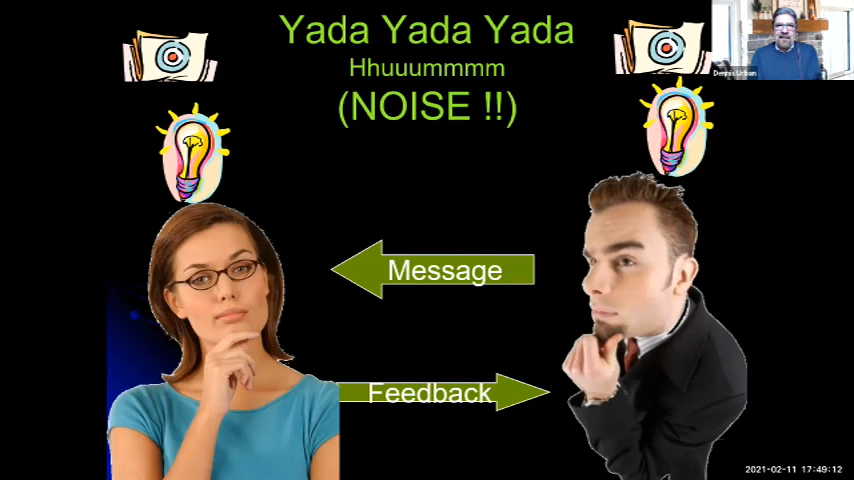 Yada Yada Yada
Hhuuummmm
(NOISE !!)
Dennis Urban
Message
Feedback
2021-02-11 17:49:12